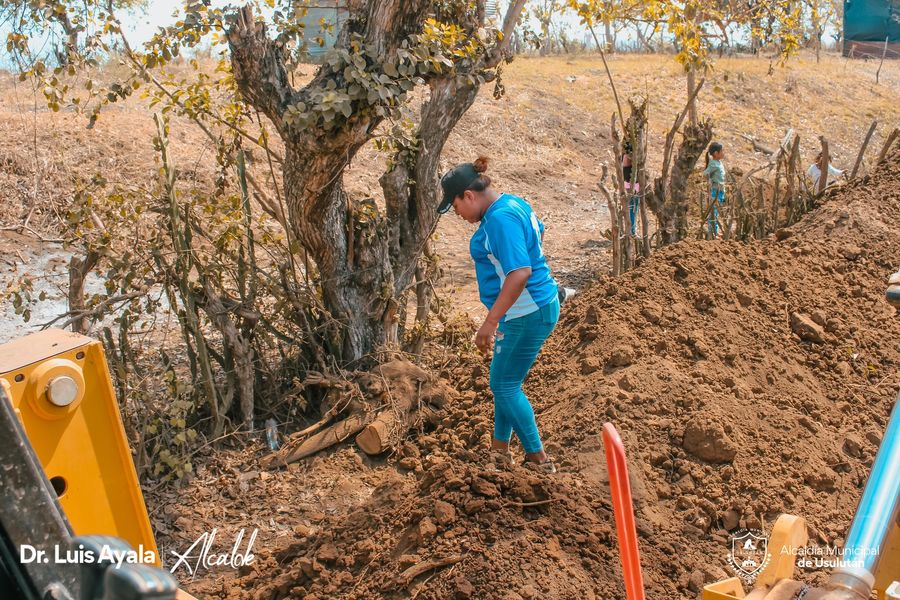 Dr. Luis Ayala
Alcalde
Alcaldía Municipal
de Usulután